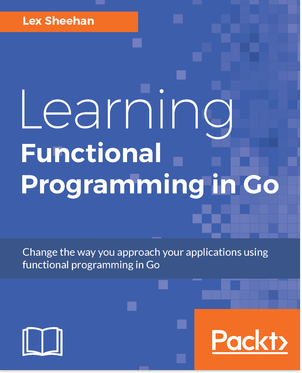 Lex Sheehan
Learning
Functional
Programming in Go
Change the way you approach your applications using
functional programming in Go
Packt>